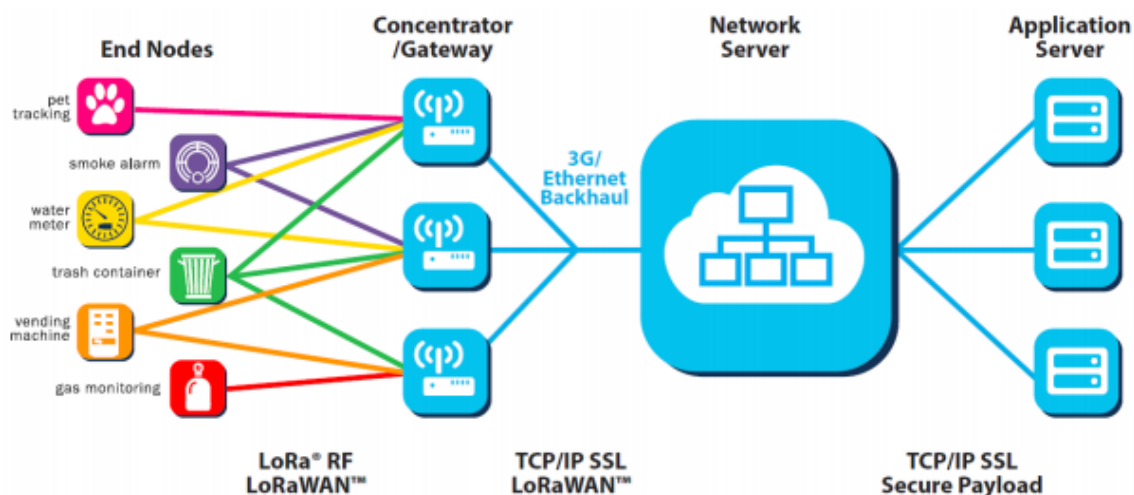 End Nodes
Concentrator
/Gateway
Network
Server
Application
Server
pet
tracking
smoke alarm
water
meter
trash container
vending
machine
gas monitoring
3G/
Ethernet
Backhaul
LoRa® RF
LoRaWAN™
TCP/IP SSL
LoRaWAN™
TCP/IP SSL
Secure Payload